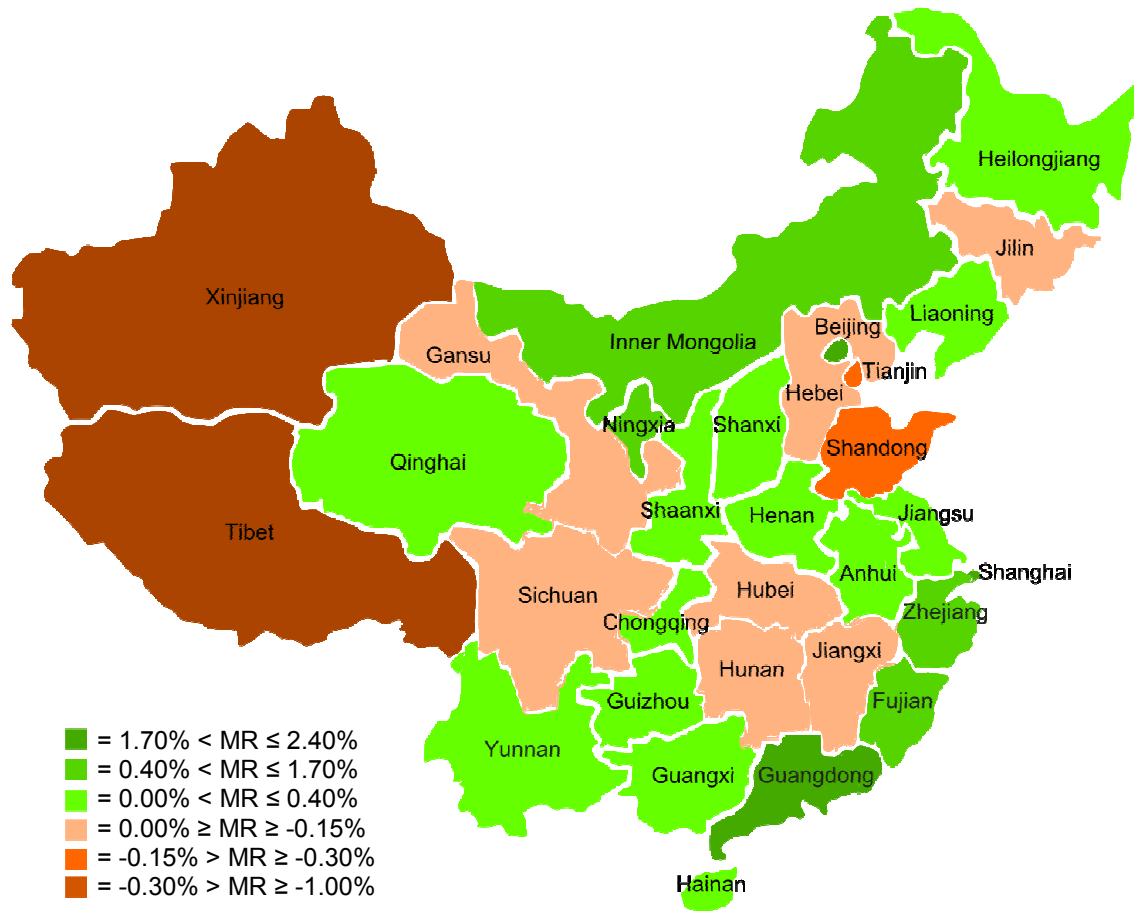 Heilongjiang
Jilin
Xinjiang
Liaoning
Beijing
Inner Mongolia
Gansu
Tianjin
Hebei
Ningxia
Shanxi
Shandong
Qinghai
Shaanxi
Henan
Jiangsu
Tibet
Anhui
Shanghai
Hubei
Sichuan
Zhejiang
Chongqing
Jiangxi
Hunan
Guizhou
Fujian
Yunnan
Guangxi
Guangdong
Hainan
= 1.70% < MR ≤ 2.40%
= 0.40% < MR ≤ 1.70%
= 0.00% < MR ≤ 0.40%
= 0.00% ≥ MR ≥ -0.15%
= -0.15% > MR ≥ -0.30%
= -0.30% > MR ≥ -1.00%